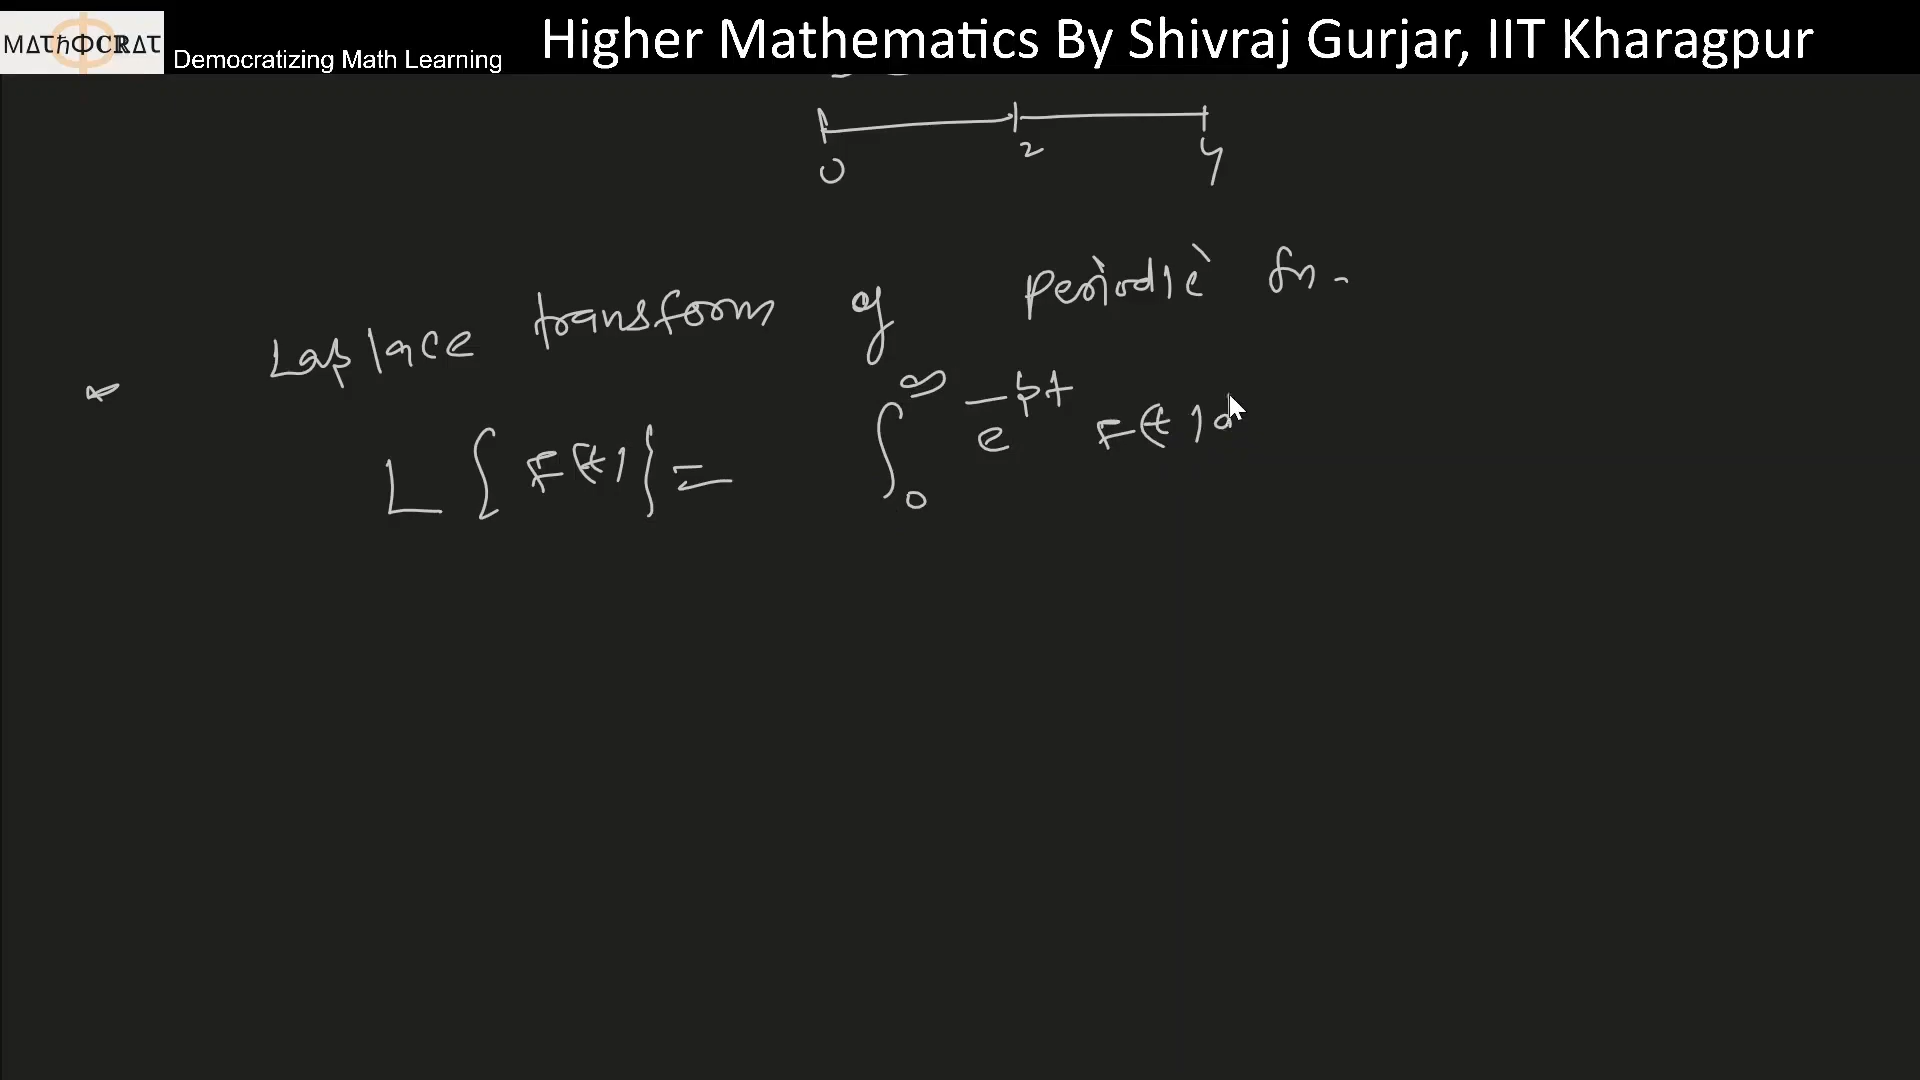 MΔTℏΦCRΔT Democratizing Math Learning Higher Mathematics By Shivraj Gurjar, IIT Kharagpur
0 2 4
* Laplace transform of Periodic fn.
L { F(t) } = ∫₀^∞ e^{-pt} F(t) d